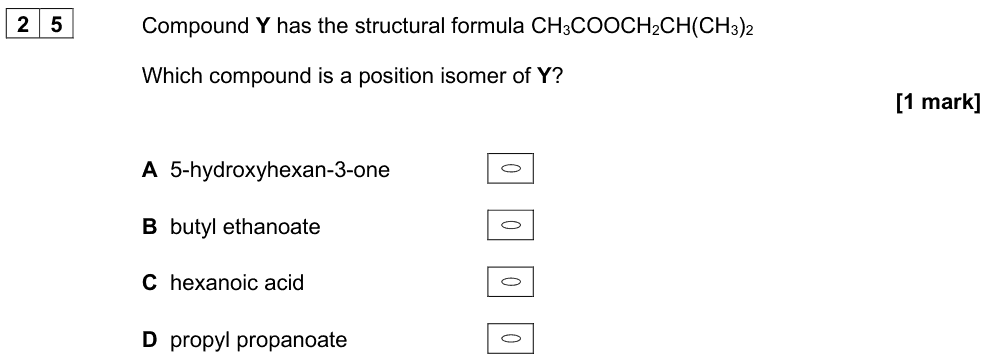 2 5 Compound Y has the structural formula CH₃COOCH₂CH(CH₃)₂
Which compound is a position isomer of Y?
[1 mark]
A 5-hydroxyhexan-3-one
B butyl ethanoate
C hexanoic acid
D propyl propanoate